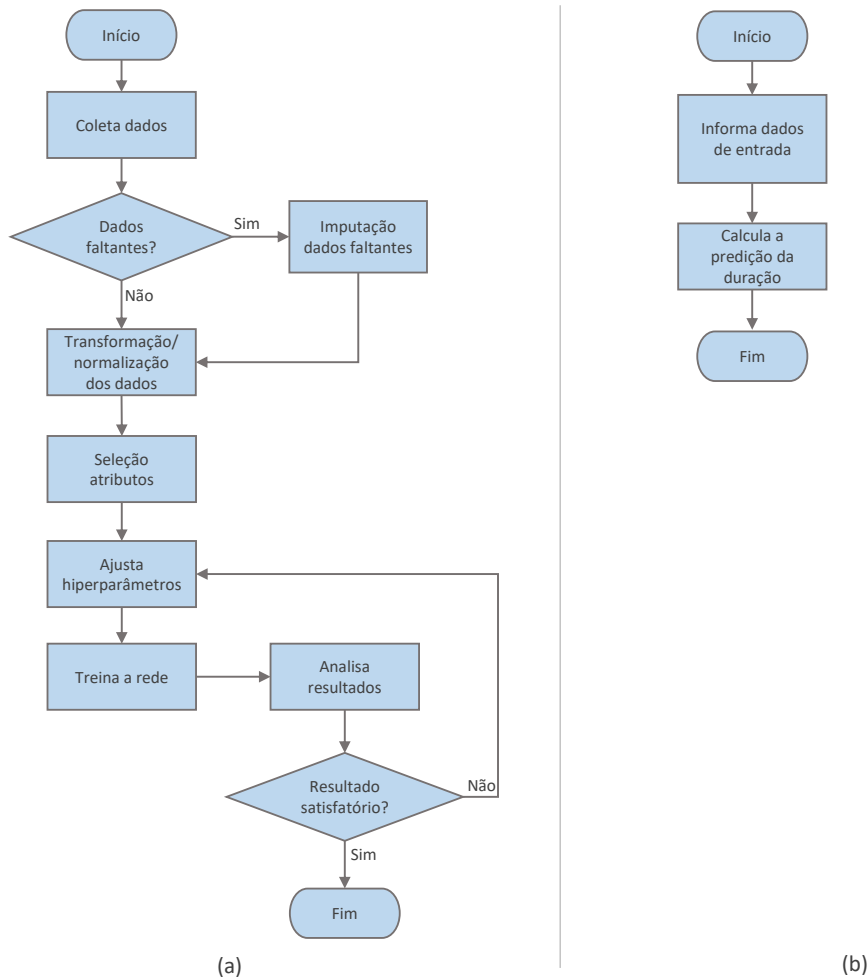 Início
Coleta dados
Dados
faltantes?
Sim
Imputação
dados faltantes
Não
Transformação/
normalização
dos dados
Seleção
atributos
Ajusta
hiperparâmetros
Treina a rede
Analisa
resultados
Resultado
satisfatório?
Não
Sim
Fim
(a)
Início
Informa dados
de entrada
Calcula a
predição da
duração
Fim
(b)